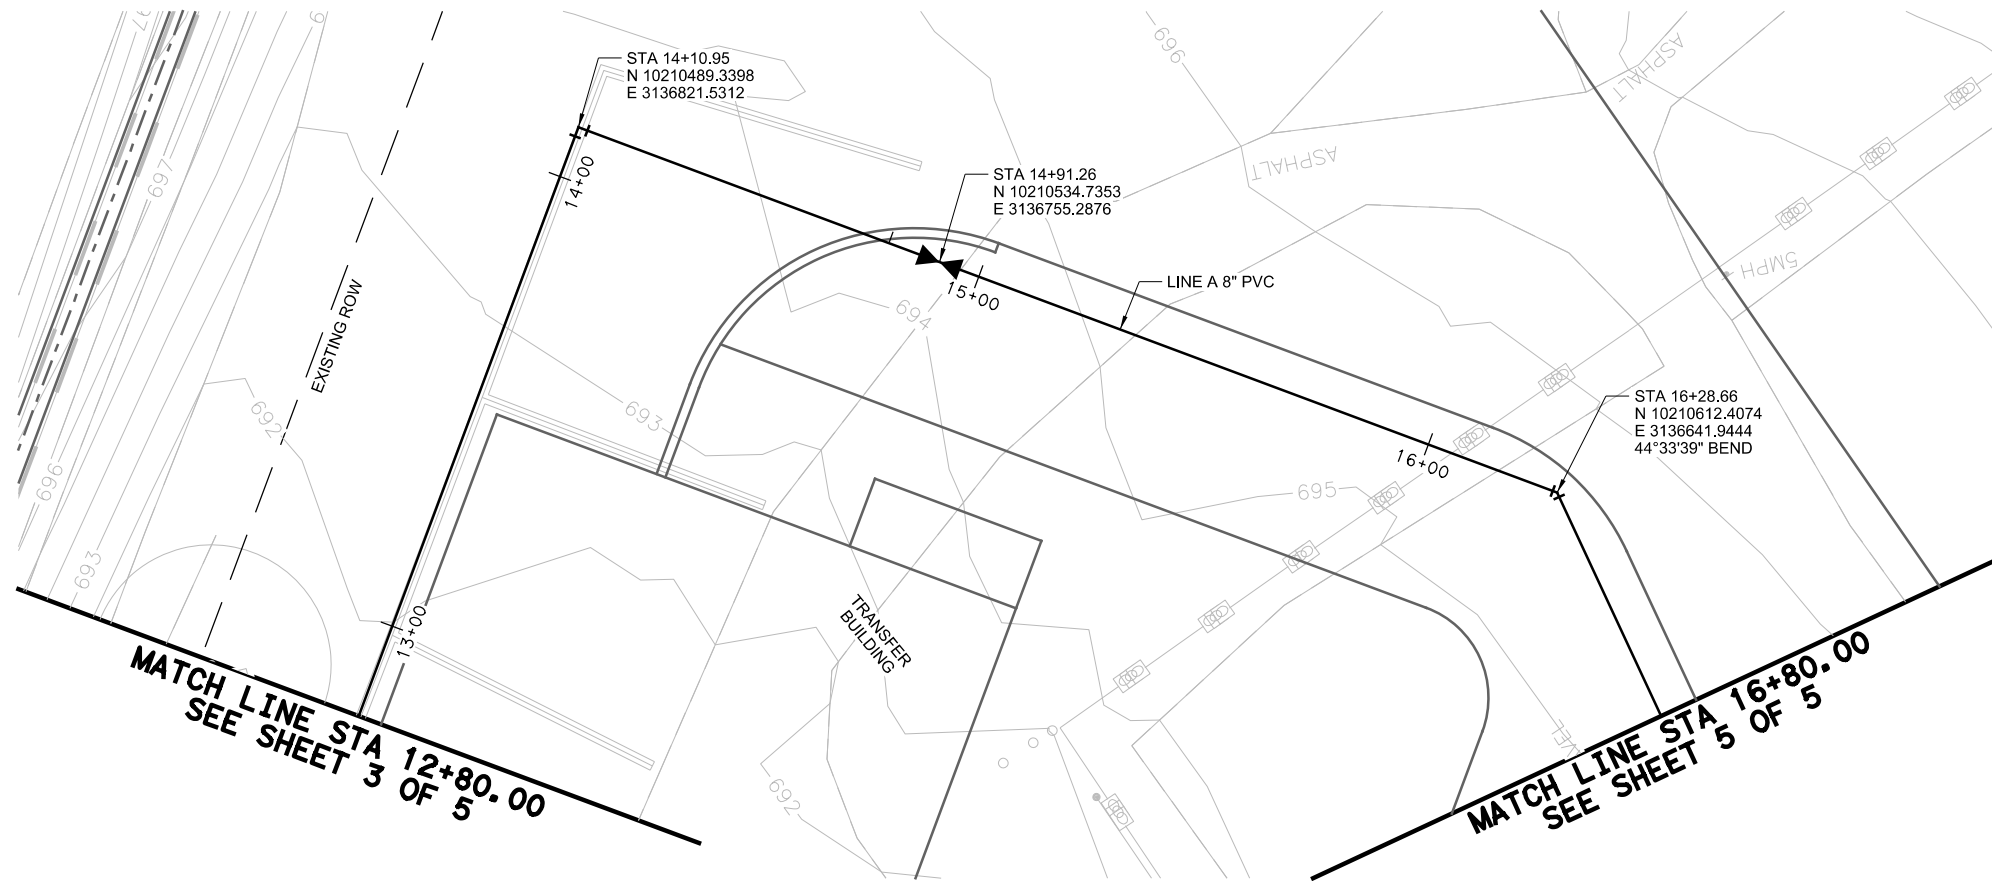 STA 14+10.95
N 10210489.3398
E 3136821.5312
STA 14+91.26
N 10210534.7353
E 3136755.2876
LINE A 8" PVC
STA 16+28.66
N 10210612.4074
E 3136641.9444
44°33'39" BEND
EXISTING ROW
14+00
13+00
15+00
16+00
TRANSFER
BUILDING
ASPHALT
ASPHALT
5MPH
697
696
693
692
693
694
695
696
692
MATCH LINE STA 12+80.00
SEE SHEET 3 OF 5
MATCH LINE STA 16+80.00
SEE SHEET 5 OF 5